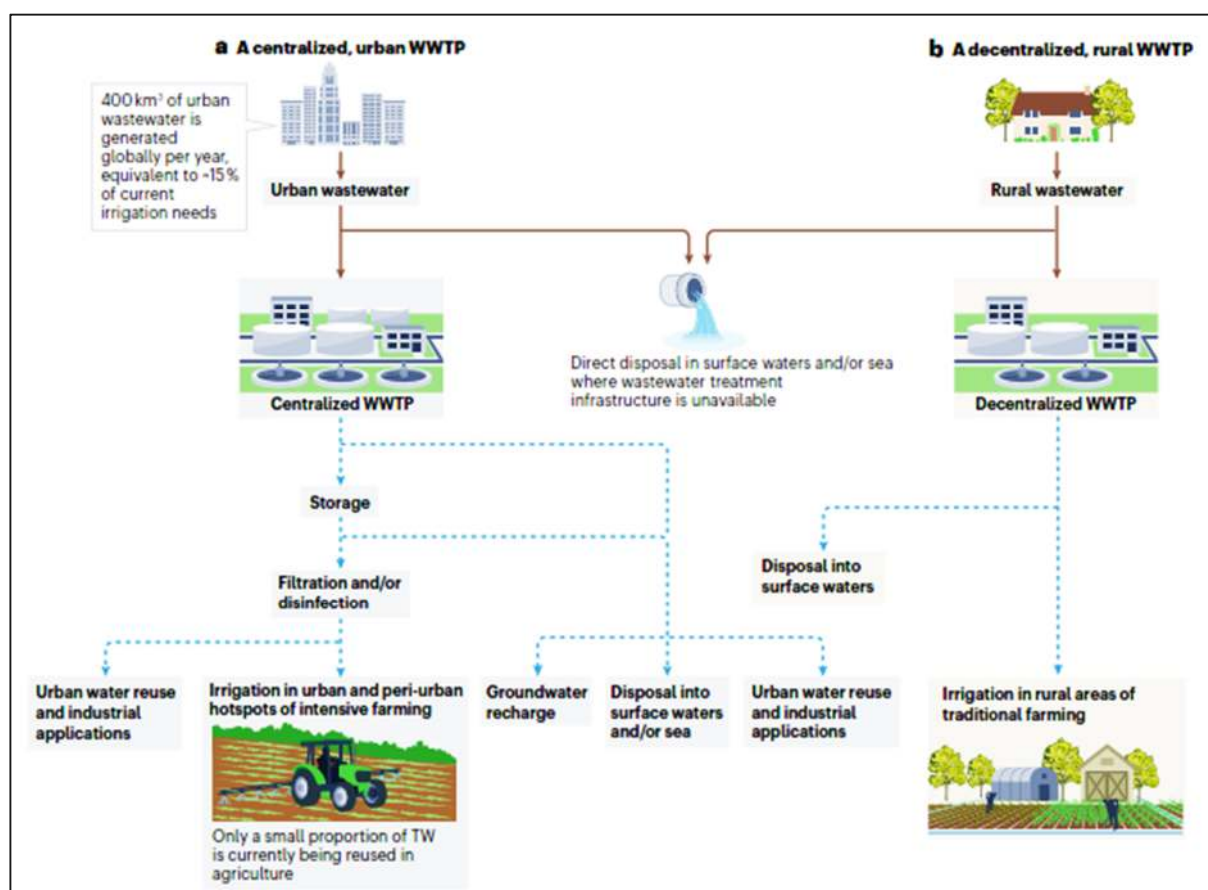 a A centralized, urban WWTP
400 km³ of urban
wastewater is
generated
globally per year,
equivalent to ~15%
of current
irrigation needs
Urban wastewater
b A decentralized, rural WWTP
Rural wastewater
Centralized WWTP
Direct disposal in surface waters and/or sea
where wastewater treatment
infrastructure is unavailable
Decentralized WWTP
Storage
Filtration and/or
disinfection
Disposal into
surface waters
Urban water reuse
and industrial
applications
Irrigation in urban and peri-urban
hotspots of intensive farming
Only a small proportion of TW
is currently being reused in
agriculture
Groundwater
recharge
Disposal into
surface waters
and/or sea
Urban water reuse
and industrial
applications
Irrigation in rural areas of
traditional farming